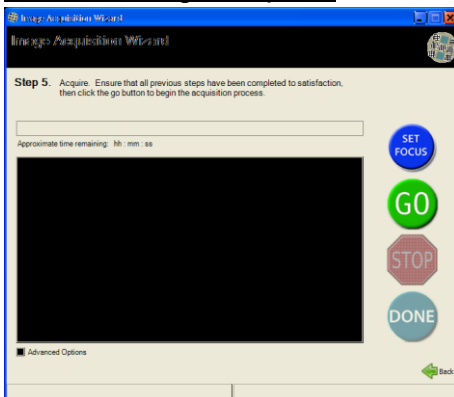 Image Acquisition Wizard
Image Acquisition Wizard
Step 5. Acquire. Ensure that all previous steps have been completed to satisfaction,
then click the go button to begin the acquisition process.
Approximate time remaining: hh : mm : ss
SET
FOCUS
GO
STOP
DONE
Advanced Options
Back